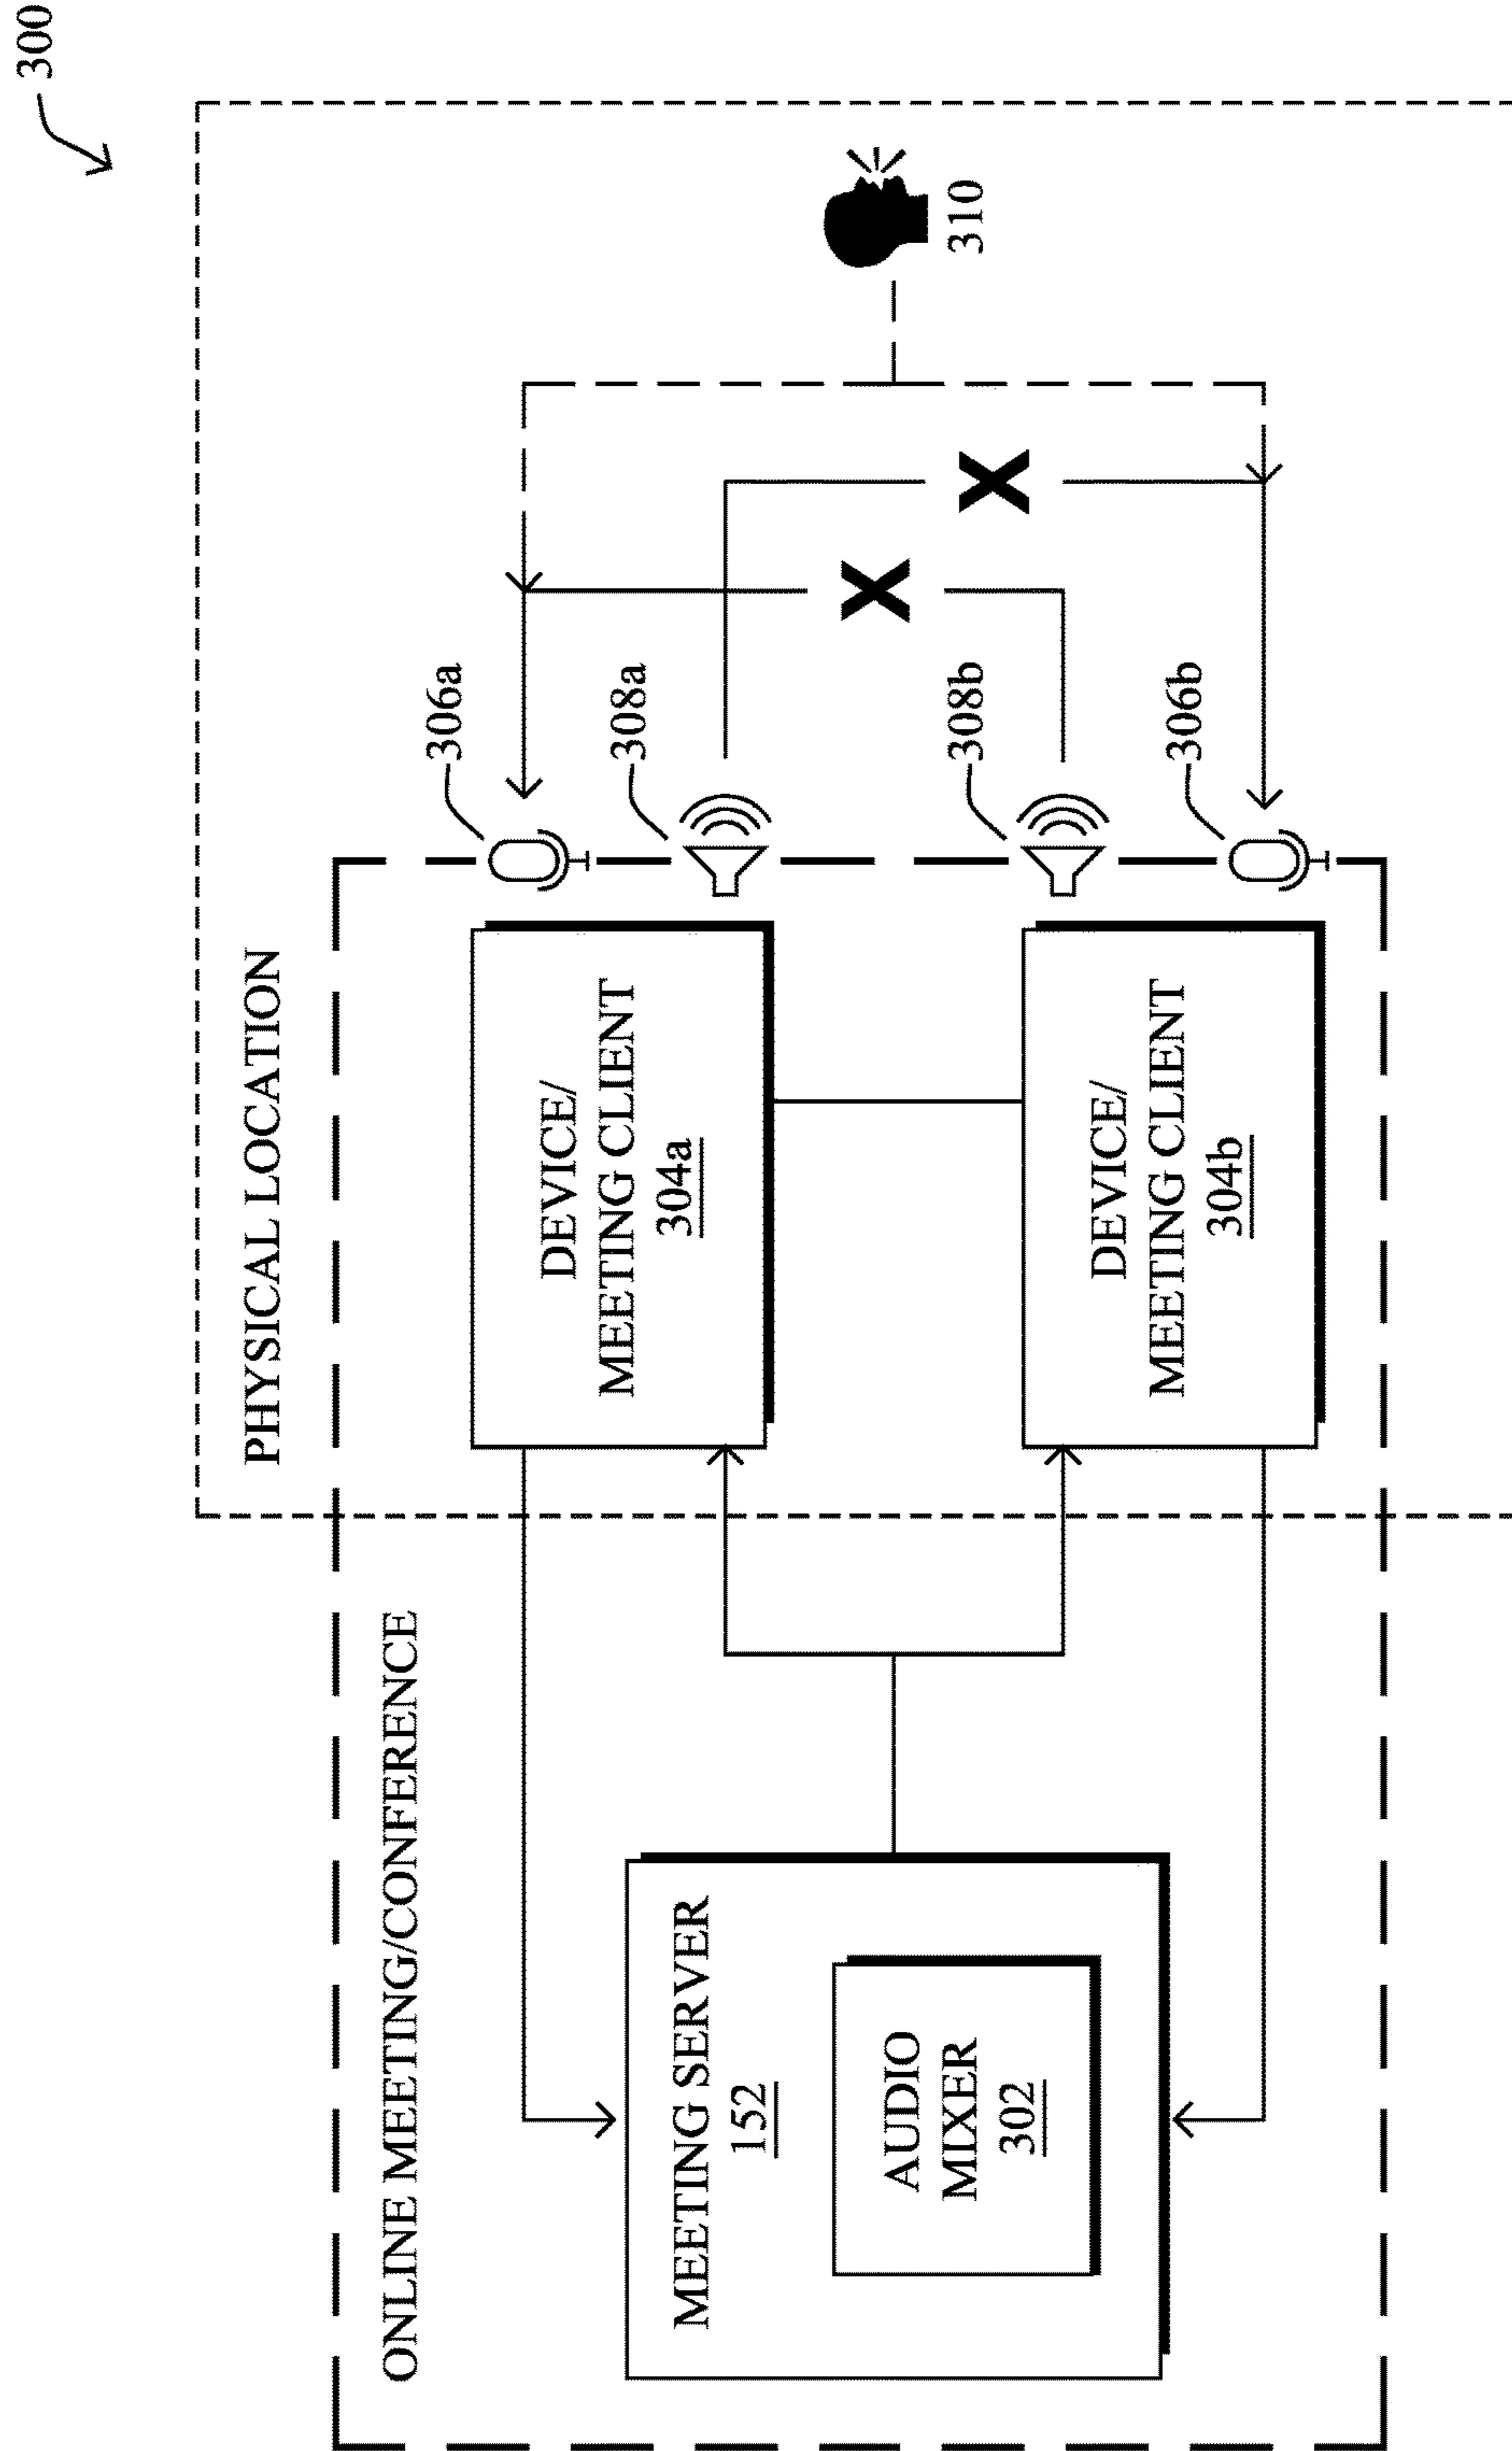 300
PHYSICAL LOCATION
ONLINE MEETING/CONFERENCE
MEETING SERVER
152
AUDIO
MIXER
302
DEVICE/
MEETING CLIENT
304a
DEVICE/
MEETING CLIENT
304b
306a
308a
308b
306b
X
X
310